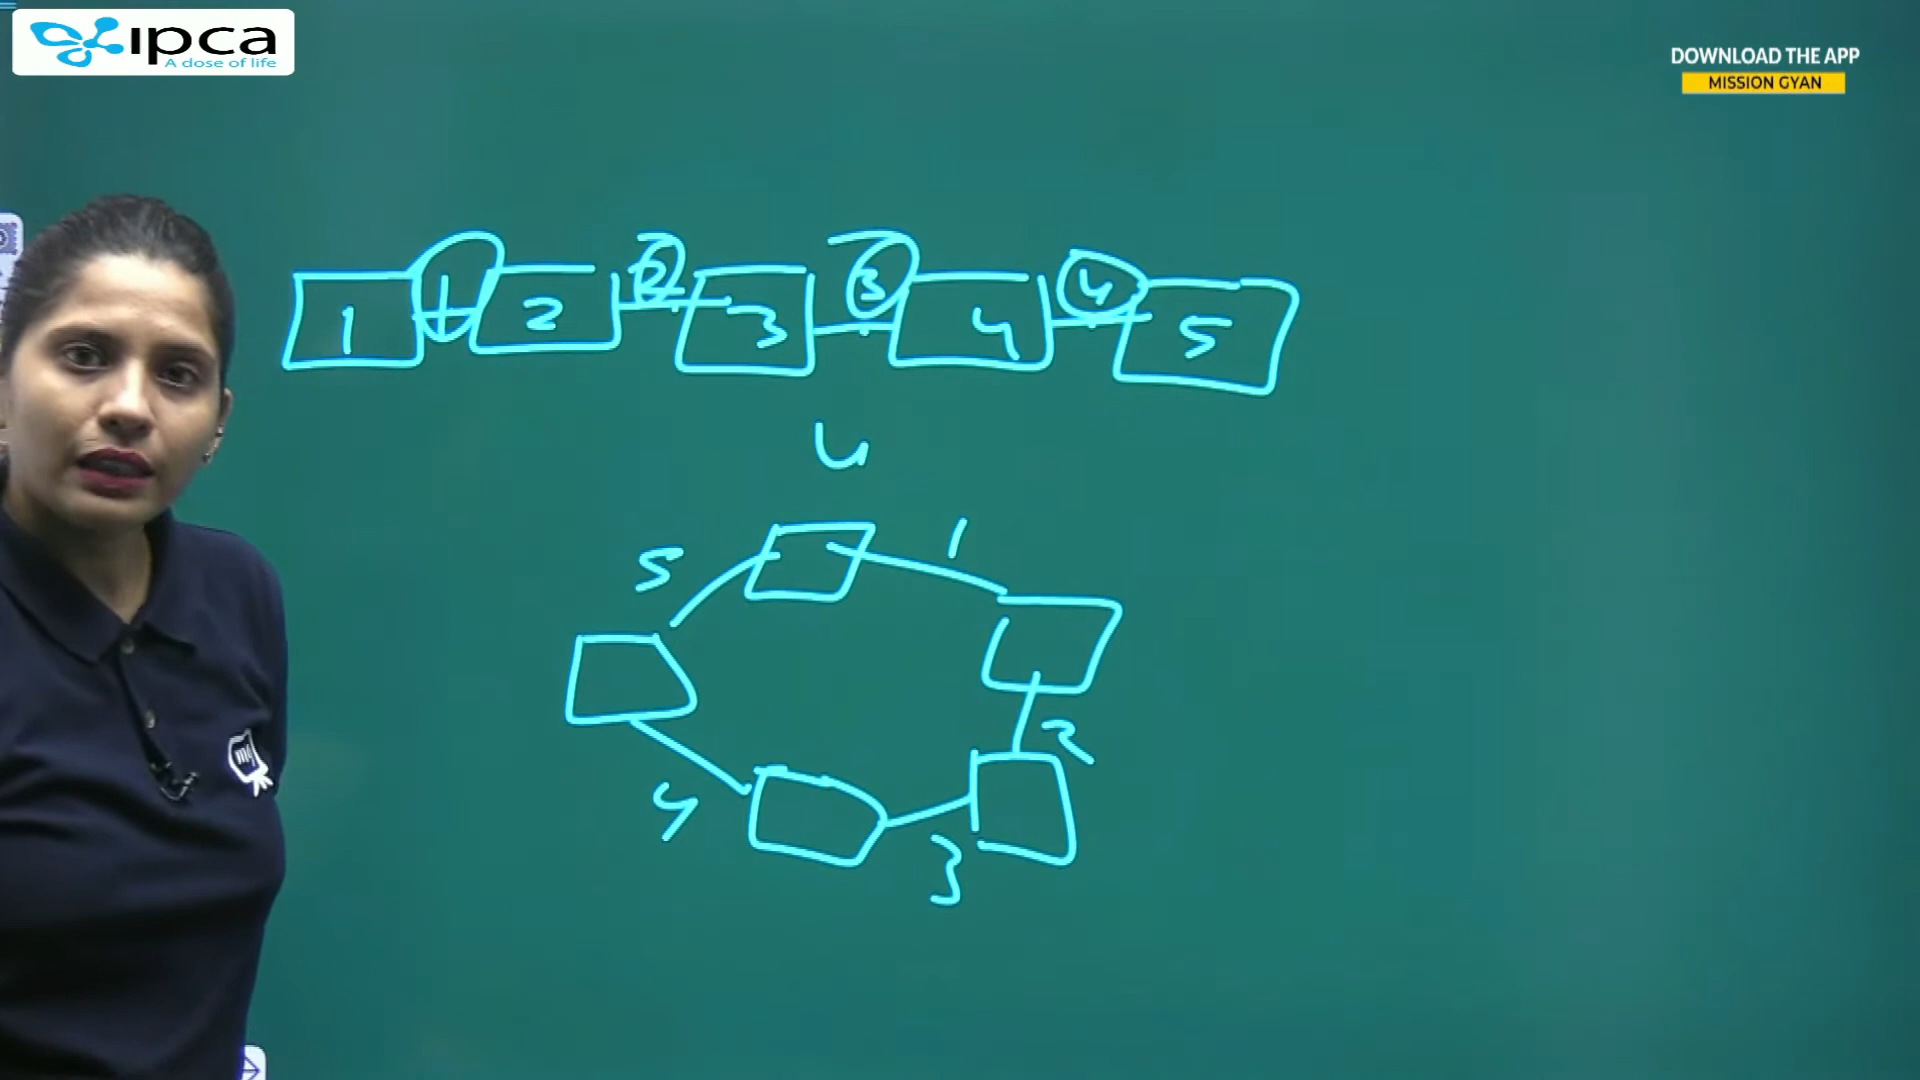 ipca
A dose of life
DOWNLOAD THE APP
MISSION GYAN
1 1 2 2 3 3 4 4 5
4
5 1
2
4
3